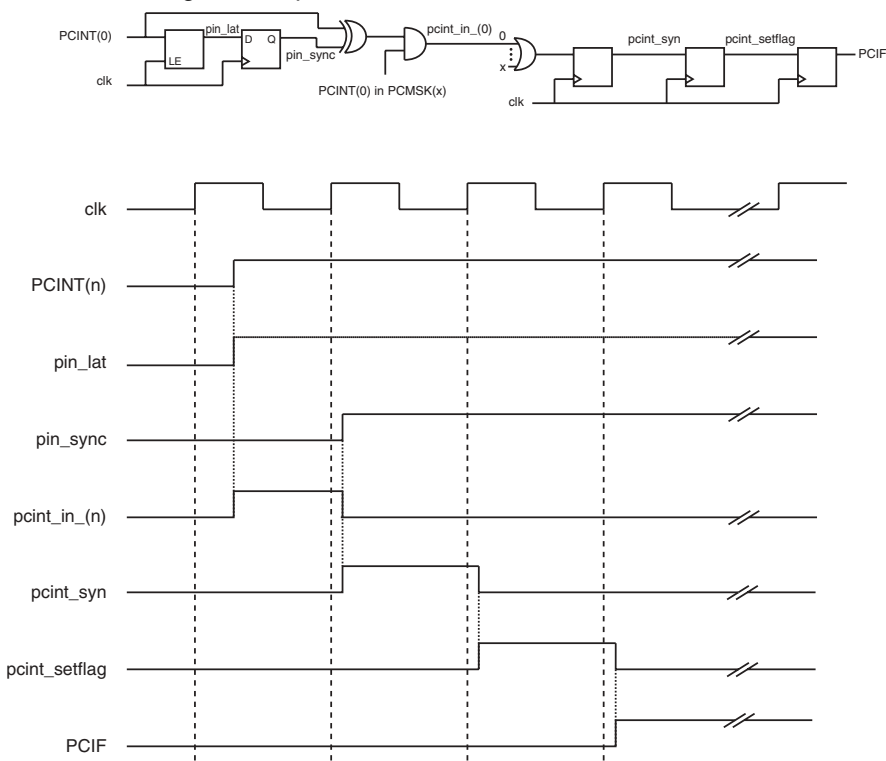 PCINT(0)
pin_lat
LE
D Q
pin_sync
clk
PCINT(0) in PCMSK(x)
pcint_in_(0)
0
x
pcint_syn
pcint_setflag
PCIF
clk
clk
PCINT(n)
pin_lat
pin_sync
pcint_in_(n)
pcint_syn
pcint_setflag
PCIF